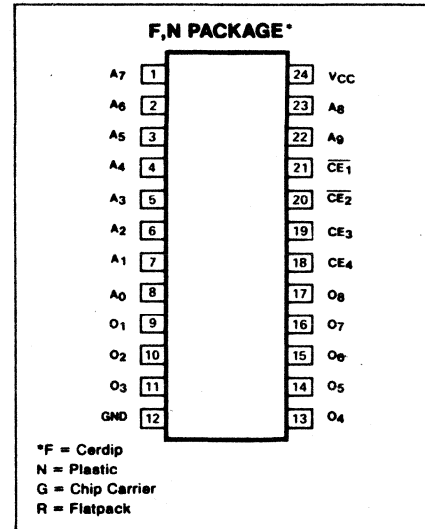 F,N PACKAGE*
A7 1 24 VCC
A6 2 23 A8
A5 3 22 A9
A4 4 21 CE1
A3 5 20 CE2
A2 6 19 CE3
A1 7 18 CE4
A0 8 17 O8
O1 9 16 O7
O2 10 15 O6
O3 11 14 O5
GND 12 13 O4
*F = Cerdip
N = Plastic
G = Chip Carrier
R = Flatpack